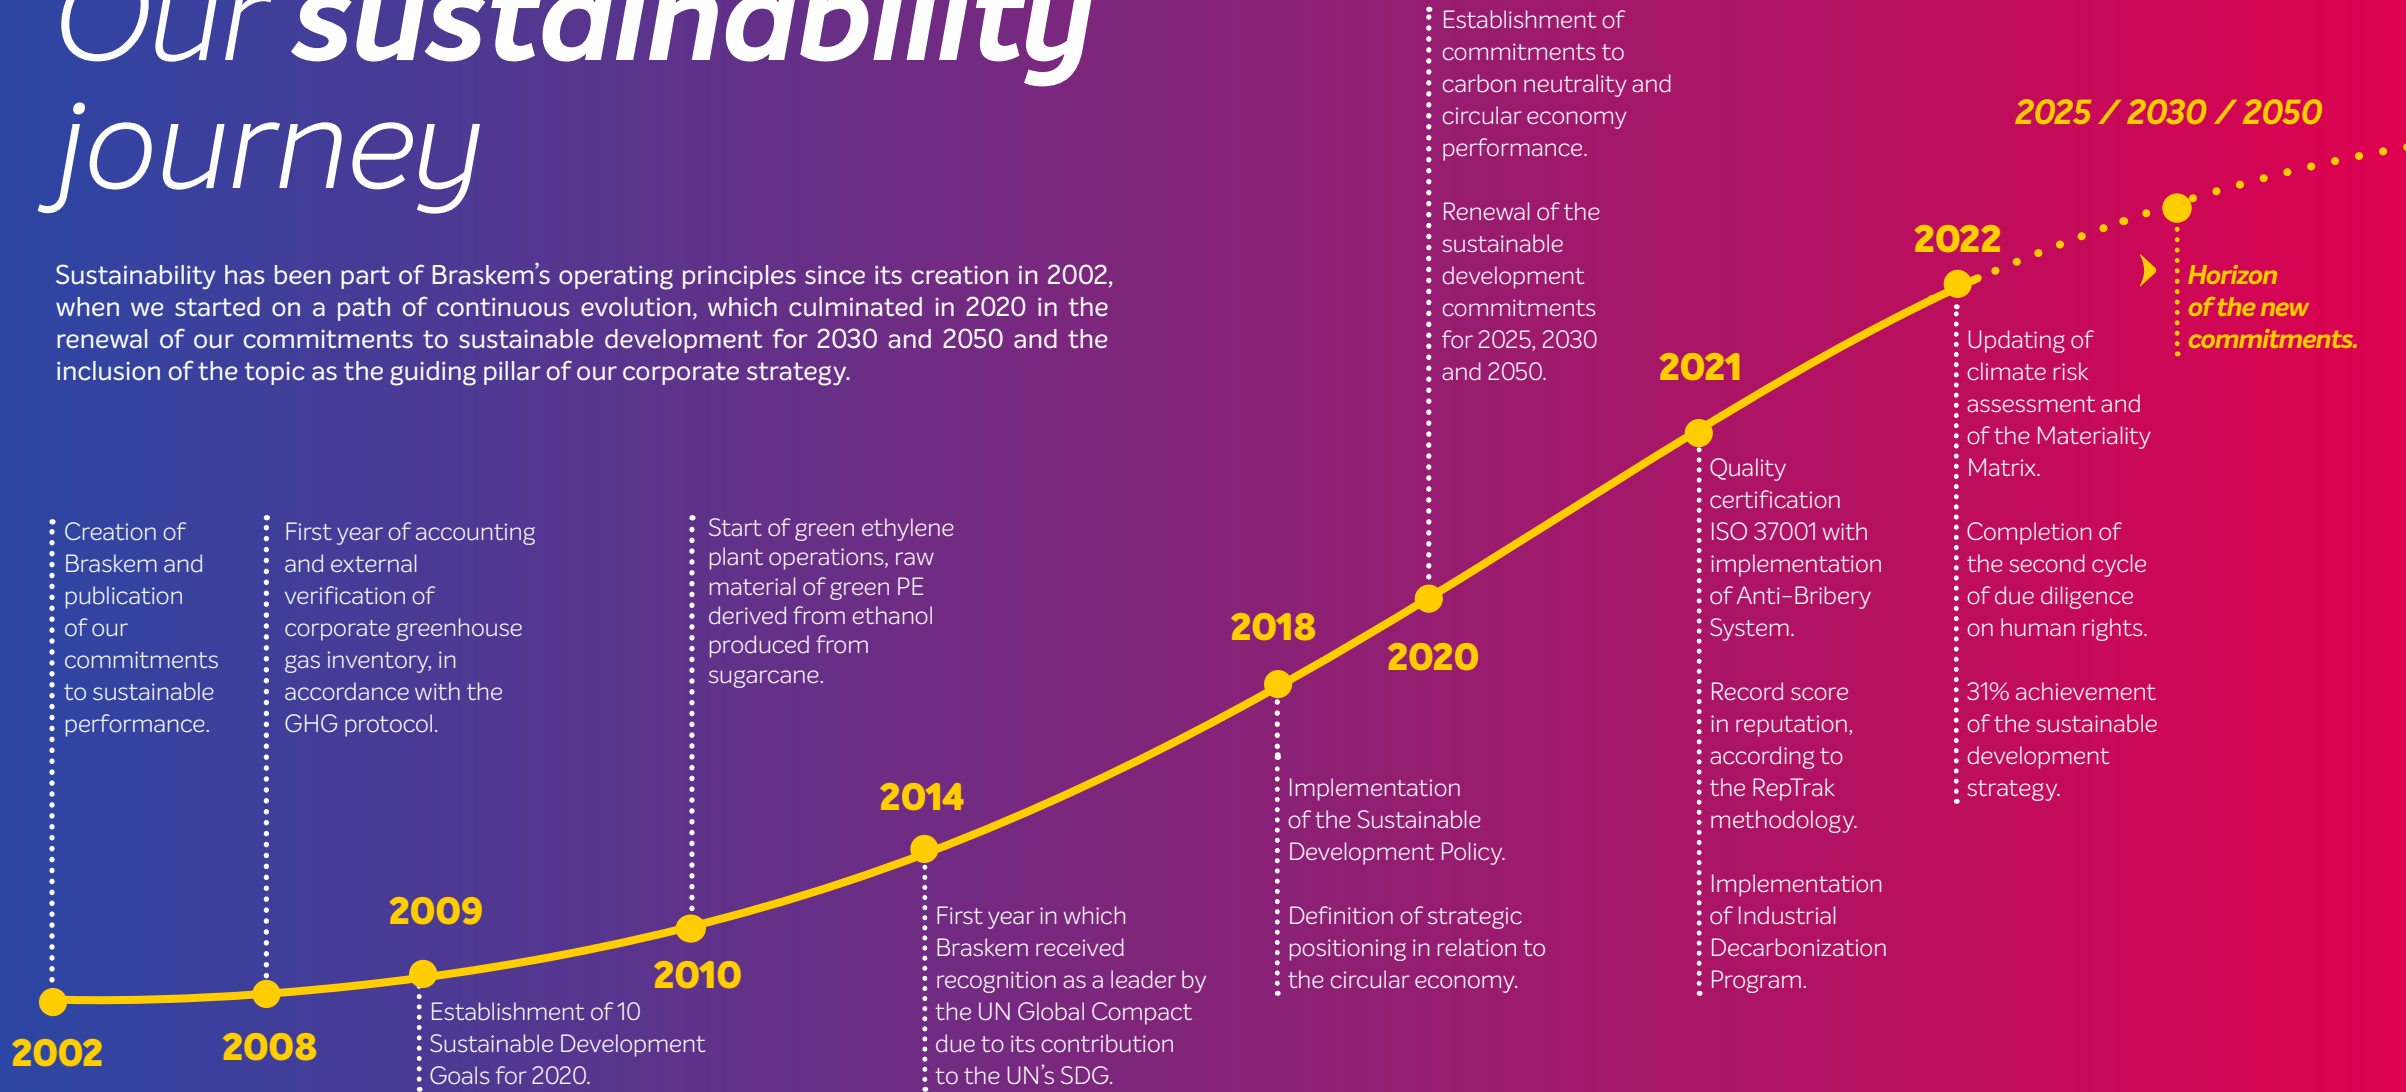 Our sustainability
journey
Sustainability has been part of Braskem's operating principles since its creation in 2002,
when we started on a path of continuous evolution, which culminated in 2020 in the
renewal of our commitments to sustainable development for 2030 and 2050 and the
inclusion of the topic as the guiding pillar of our corporate strategy.
2002
Creation of
Braskem and
publication
of our
commitments
to sustainable
performance.
2008
First year of accounting
and external
verification of
corporate greenhouse
gas inventory, in
accordance with the
GHG protocol.
2009
Establishment of 10
Sustainable Development
Goals for 2020.
2010
Start of green ethylene
plant operations, raw
material of green PE
derived from ethanol
produced from
sugarcane.
2014
First year in which
Braskem received
recognition as a leader by
the UN Global Compact
due to its contribution
to the UN's SDG.
2018
Implementation
of the Sustainable
Development Policy.
Definition of strategic
positioning in relation to
the circular economy.
2020
Establishment of
commitments to
carbon neutrality and
circular economy
performance.
Renewal of the
sustainable
development
commitments
for 2025, 2030
and 2050.
2021
Quality
certification
ISO 37001 with
implementation
of Anti-Bribery
System.
Record score
in reputation,
according to
the RepTrak
methodology.
Implementation
of Industrial
Decarbonization
Program.
2022
Updating of
climate risk
assessment and
of the Materiality
Matrix.
Completion of
the second cycle
of due diligence
on human rights.
31% achievement
of the sustainable
development
strategy.
2025 / 2030 / 2050
Horizon
of the new
commitments.